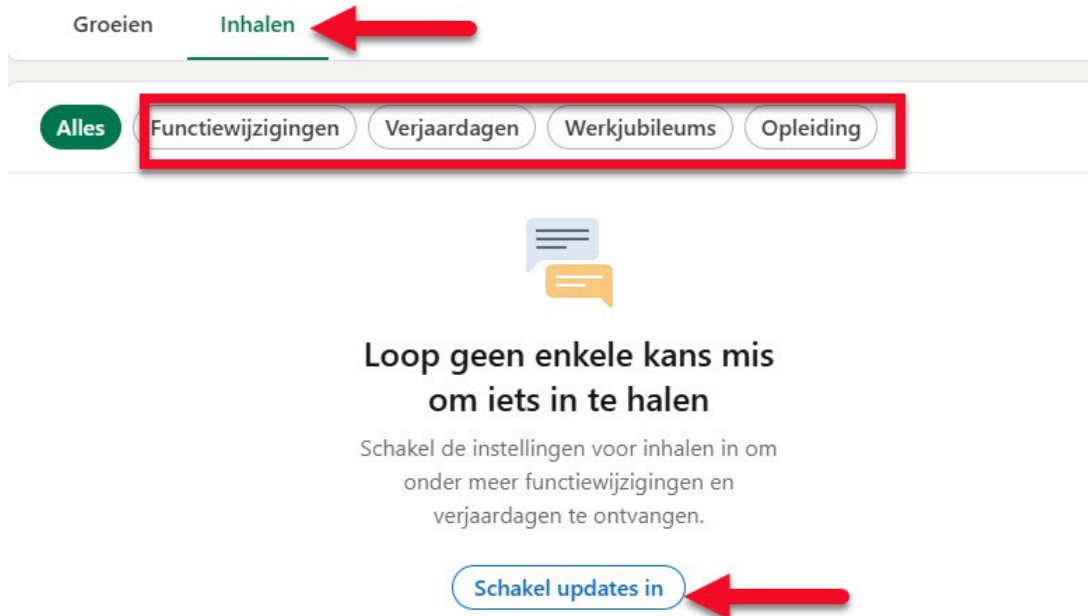 Groeien Inhalen
Alles Functiewijzigingen Verjaardagen Werkjubileums Opleiding
Loop geen enkele kans mis
om iets in te halen
Schakel de instellingen voor inhalen in om
onder meer functiewijzigingen en
verjaardagen te ontvangen.
Schakel updates in